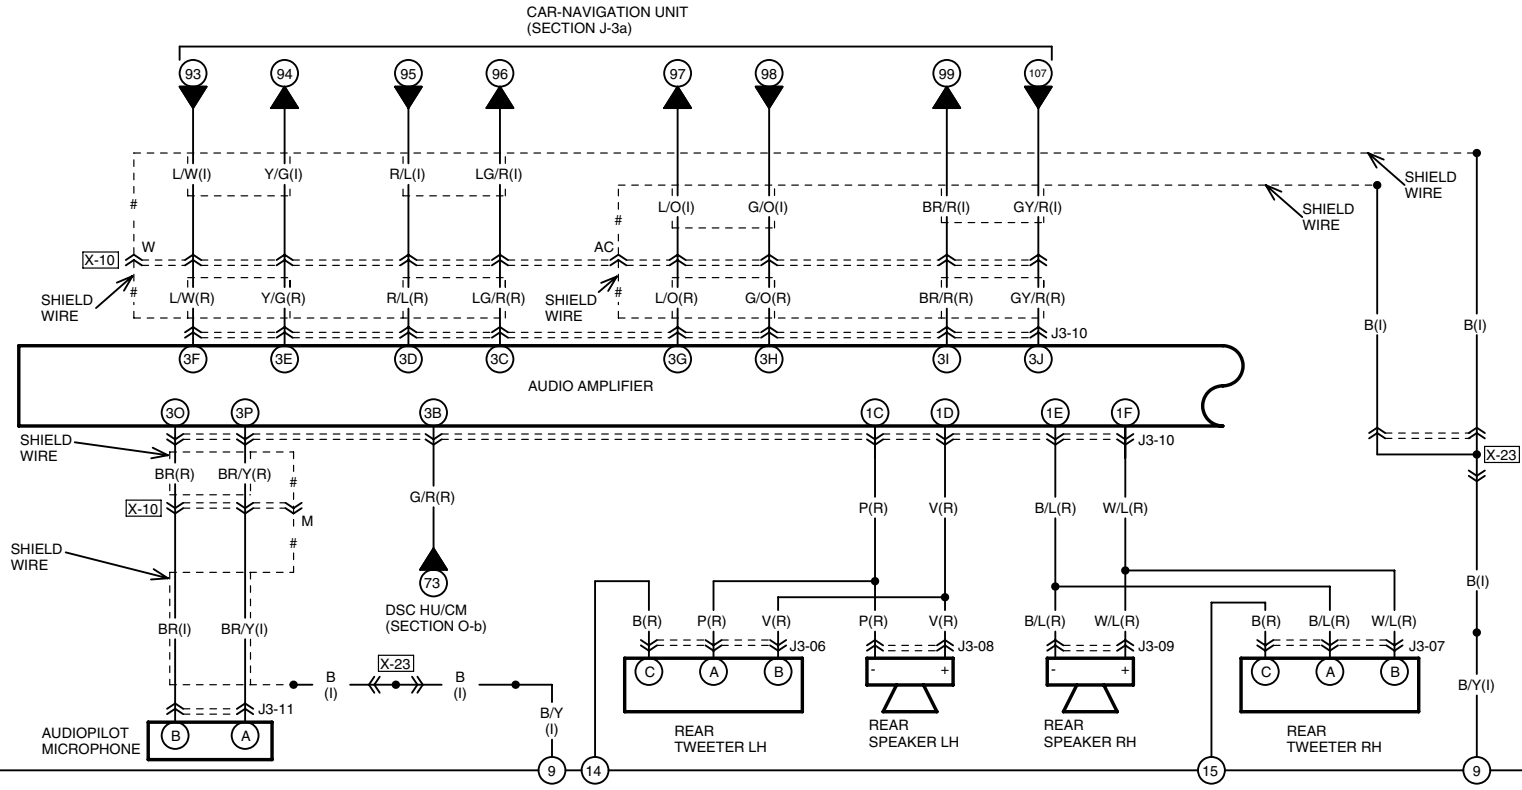 CAR-NAVIGATION UNIT
(SECTION J-3a)
93 94 95 96 97 98 99 107
L/W(I) Y/G(I) R/L(I) LG/R(I)
SHIELD
WIRE
# L/O(I) G/O(I) BR/R(I) GY/R(I)
SHIELD
WIRE
#
W AC
X-10
# L/W(R) Y/G(R) R/L(R) LG/R(R) # L/O(R) G/O(R) BR/R(R) GY/R(R)
SHIELD
WIRE
SHIELD
WIRE
B(I) B(I)
J3-10
3F 3E 3D 3C 3G 3H 3I 3J
AUDIO AMPLIFIER
3O 3P 3B 1C 1D 1E 1F
SHIELD
WIRE
J3-10
X-23
BR(R) BR/Y(R) #
G/R(R)
X-10
P(R) V(R) B/L(R) W/L(R)
M
#
SHIELD
WIRE
73
DSC HU/CM
(SECTION O-b)
B(I)
B(R) P(R) V(R) P(R) V(R) B/L(R) W/L(R) B(R) B/L(R) W/L(R)
BR(I) BR/Y(I)
J3-06 J3-08 J3-09 J3-07
X-23
C A B - + - + C A B
B
(I)
B
(I)
B/Y(I)
J3-11
B/Y
(I)
AUDIOPILOT
MICROPHONE
B A
REAR
TWEETER LH
REAR
SPEAKER LH
REAR
SPEAKER RH
REAR
TWEETER RH
9 14 15 9